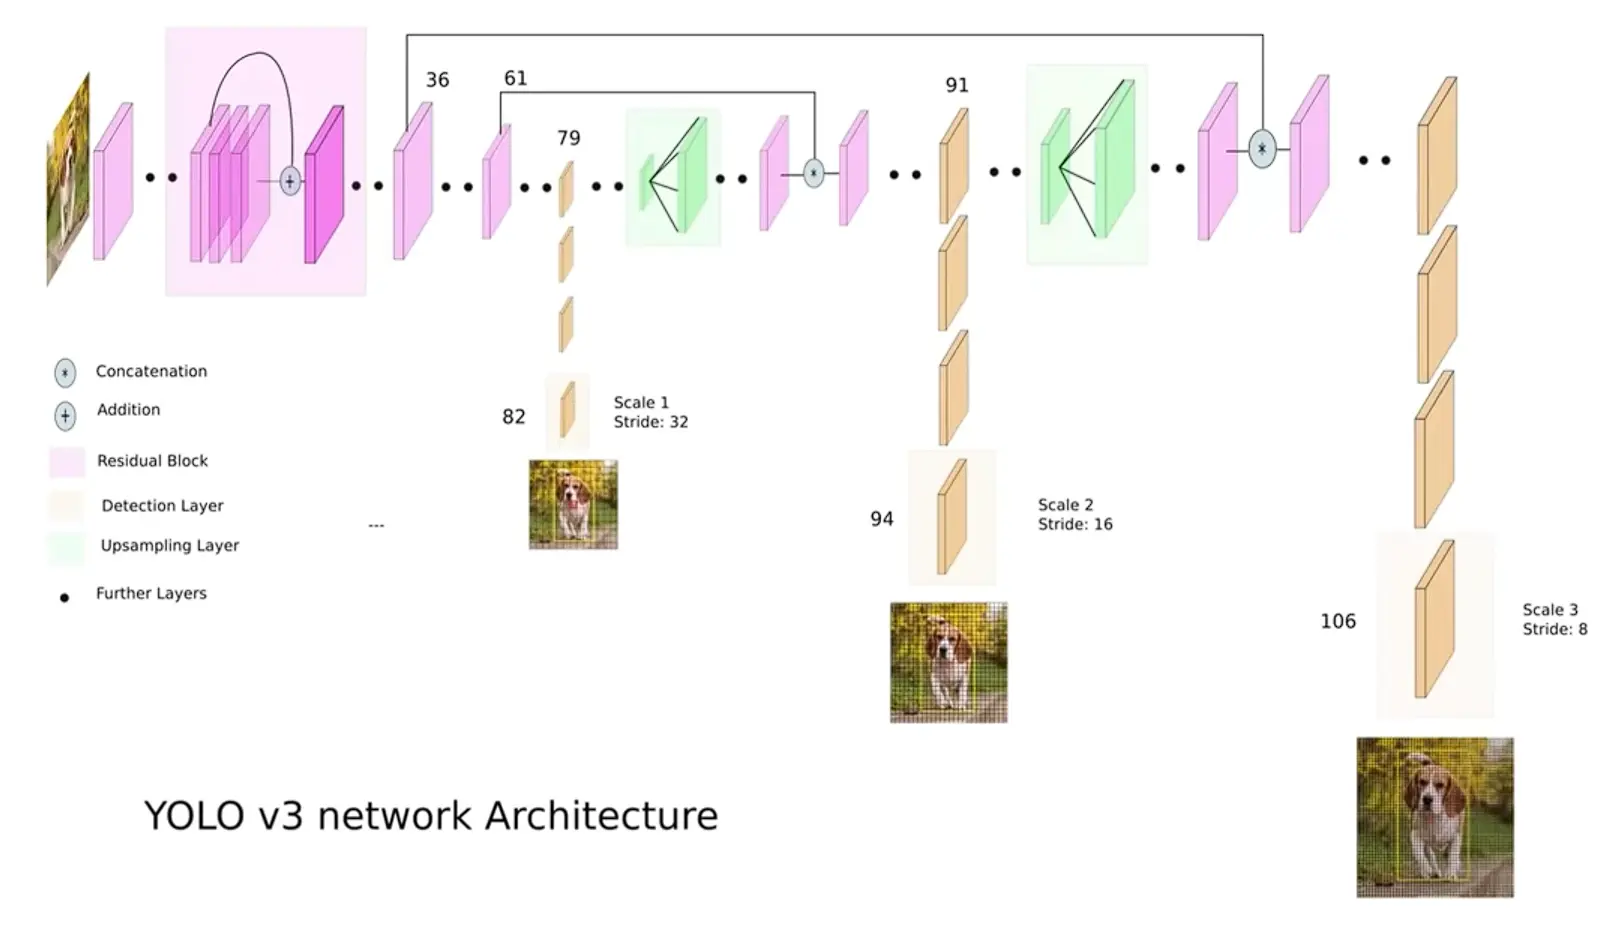 36
61
79
91
Concatenation
Addition
Residual Block
Detection Layer
Upsampling Layer
Further Layers
---
82
Scale 1
Stride: 32
94
Scale 2
Stride: 16
106
Scale 3
Stride: 8
YOLO v3 network Architecture